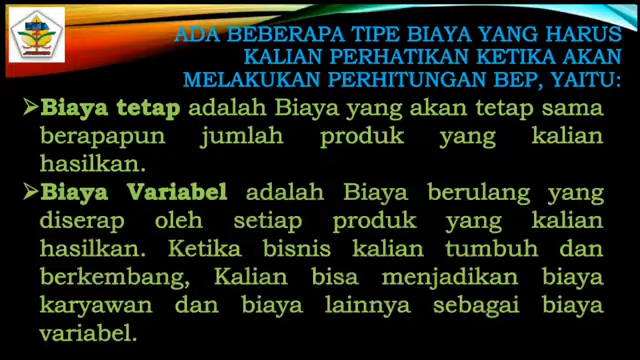 ADA BEBERAPA TIPE BIAYA YANG HARUS
KALIAN PERHATIKAN KETIKA AKAN
MELAKUKAN PERHITUNGAN BEP, YAITU:
➢Biaya tetap adalah Biaya yang akan tetap sama
berapapun jumlah produk yang kalian
hasilkan.
➢Biaya Variabel adalah Biaya berulang yang
diserap oleh setiap produk yang kalian
hasilkan. Ketika bisnis kalian tumbuh dan
berkembang, Kalian bisa menjadikan biaya
karyawan dan biaya lainnya sebagai biaya
variabel.